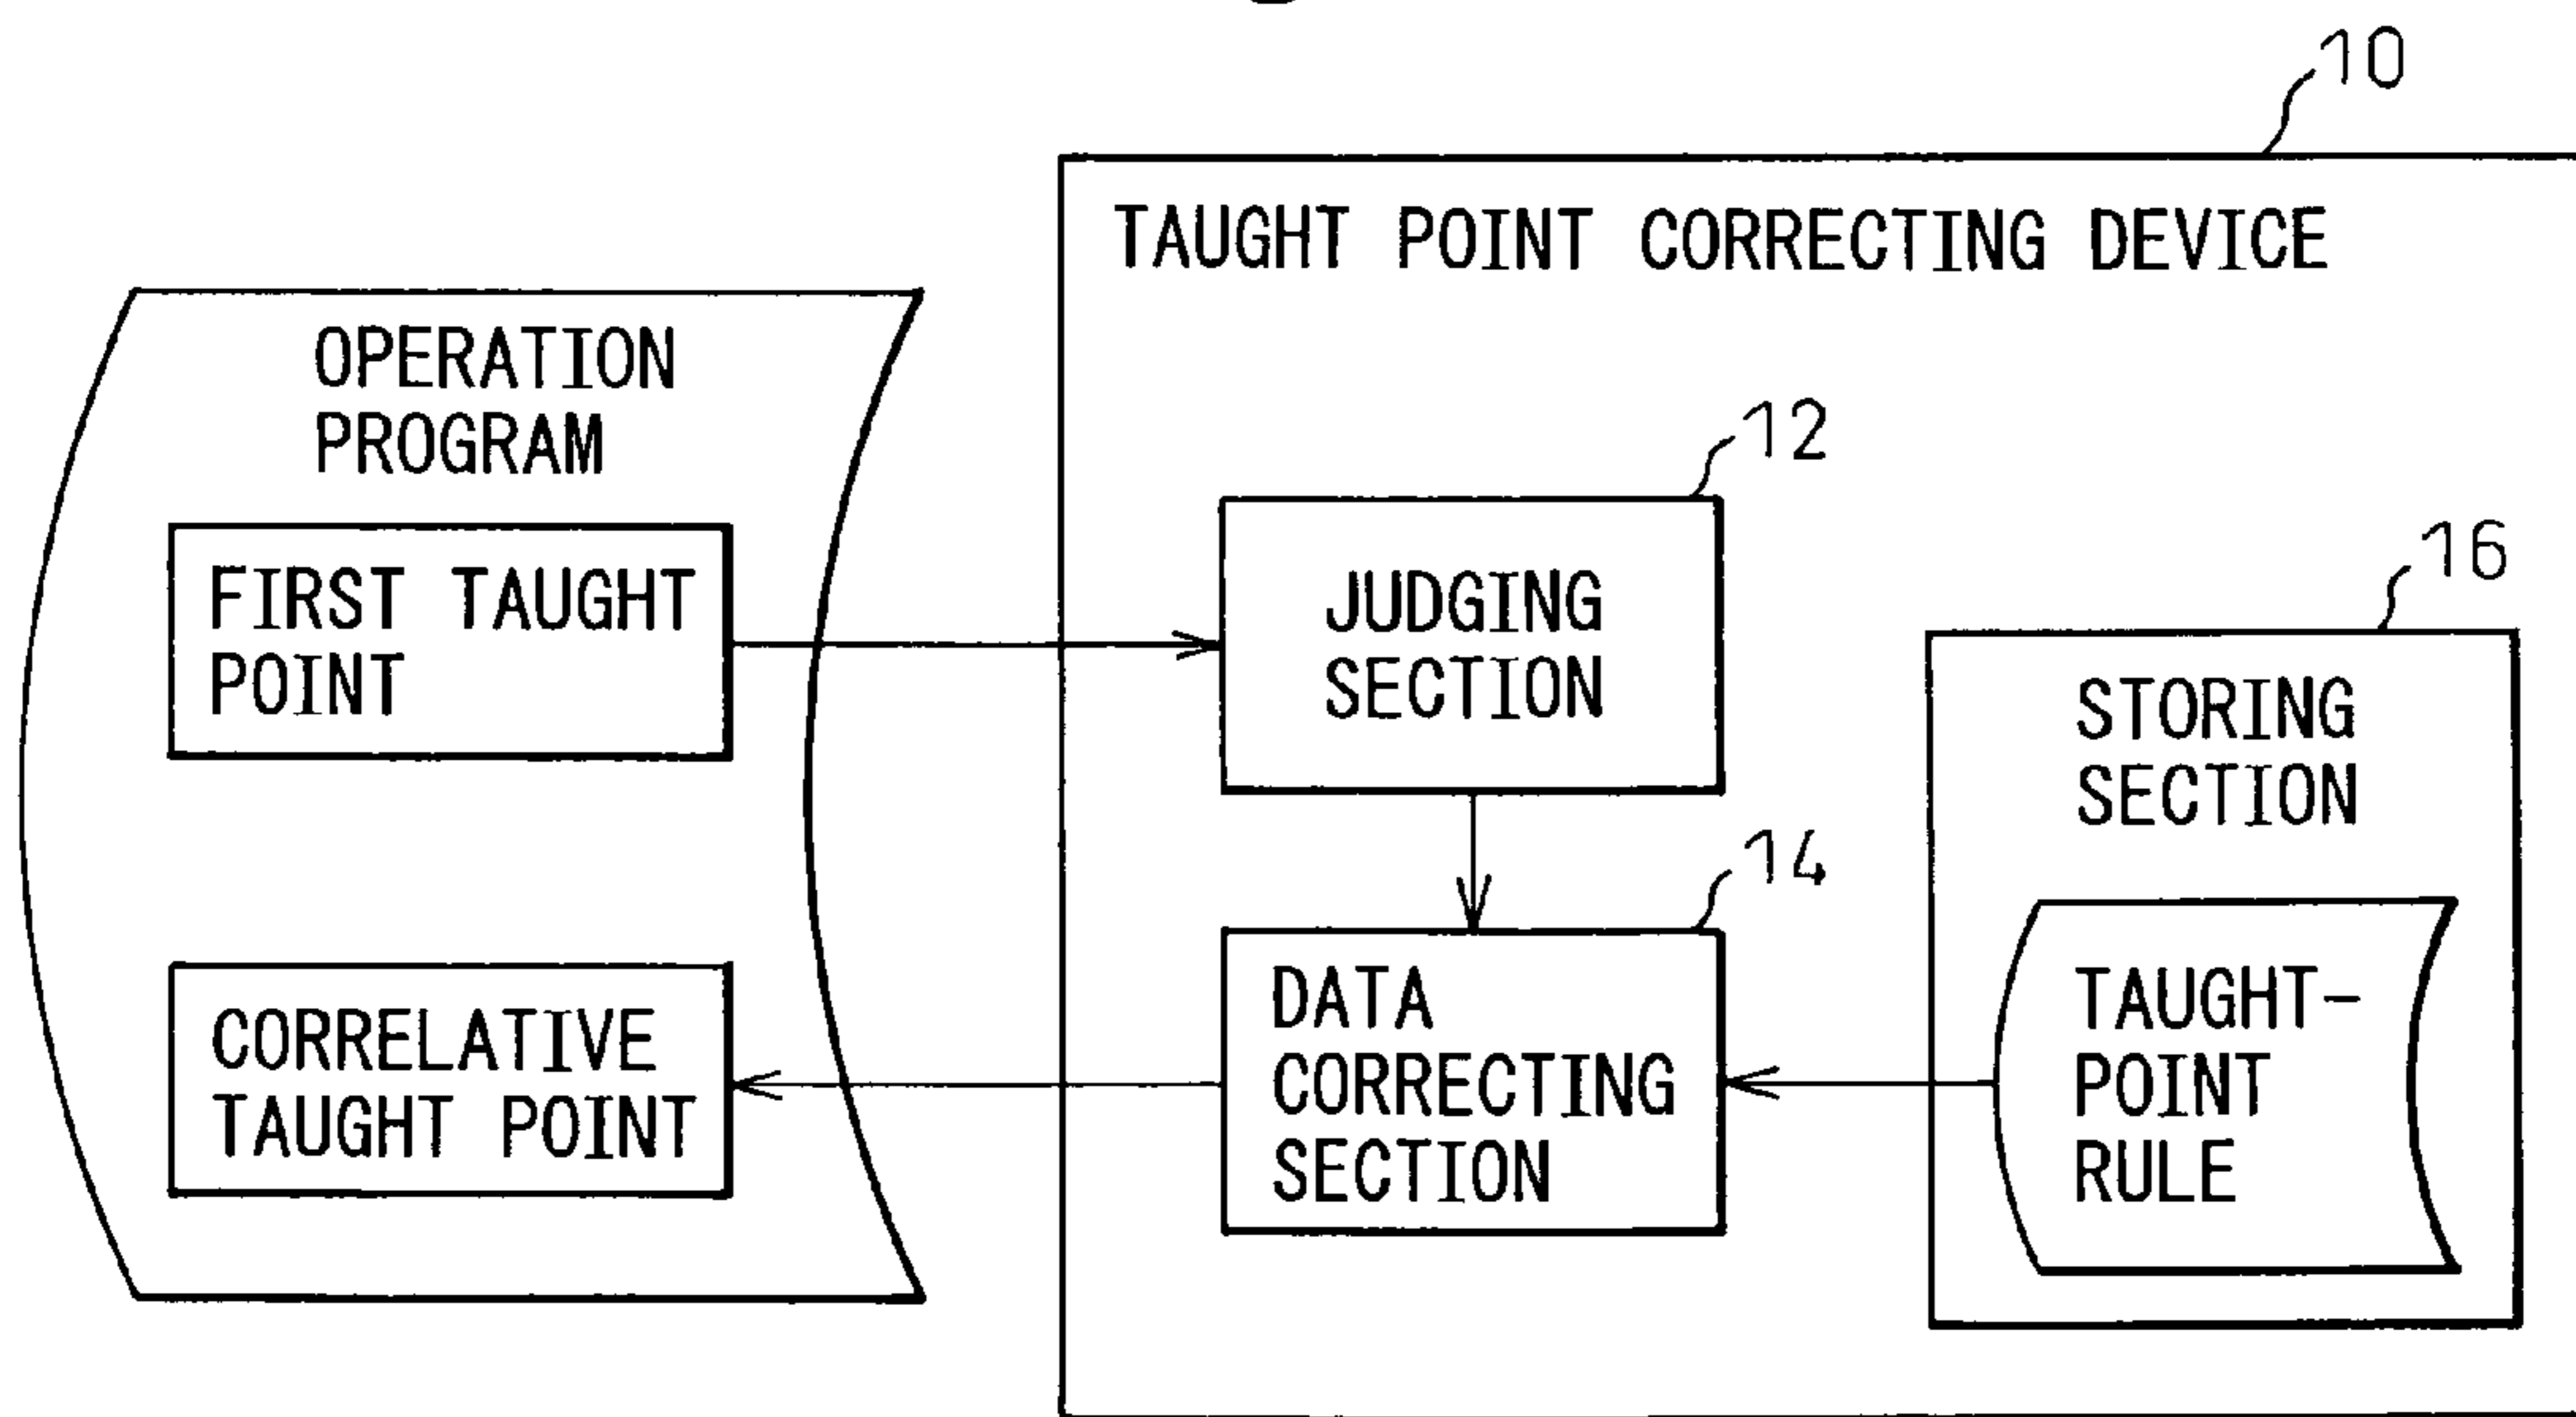 10
TAUGHT POINT CORRECTING DEVICE
OPERATION
PROGRAM
FIRST TAUGHT
POINT
CORRELATIVE
TAUGHT POINT
12
JUDGING
SECTION
14
DATA
CORRECTING
SECTION
16
STORING
SECTION
TAUGHT-
POINT
RULE